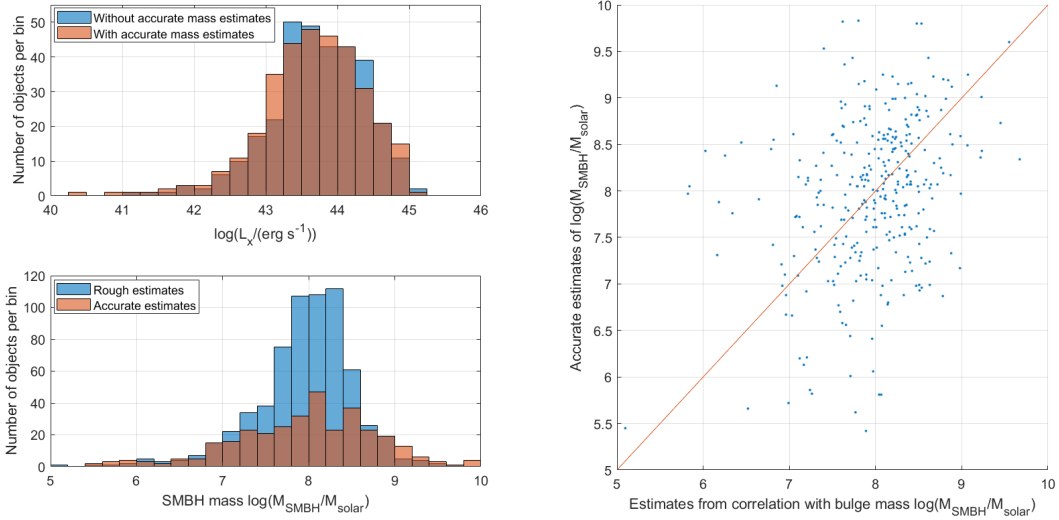 Number of objects per bin
50
40
30
20
10
0
Without accurate mass estimates
With accurate mass estimates
40 41 42 43 44 45 46
log(L_x/(erg s⁻¹))
Number of objects per bin
120
100
80
60
40
20
0
Rough estimates
Accurate estimates
5 6 7 8 9 10
SMBH mass log(M_SMBH/M_solar)
Accurate estimates of log(M_SMBH/M_solar)
10
9.5
9
8.5
8
7.5
7
6.5
6
5.5
5
5 6 7 8 9 10
Estimates from correlation with bulge mass log(M_SMBH/M_solar)